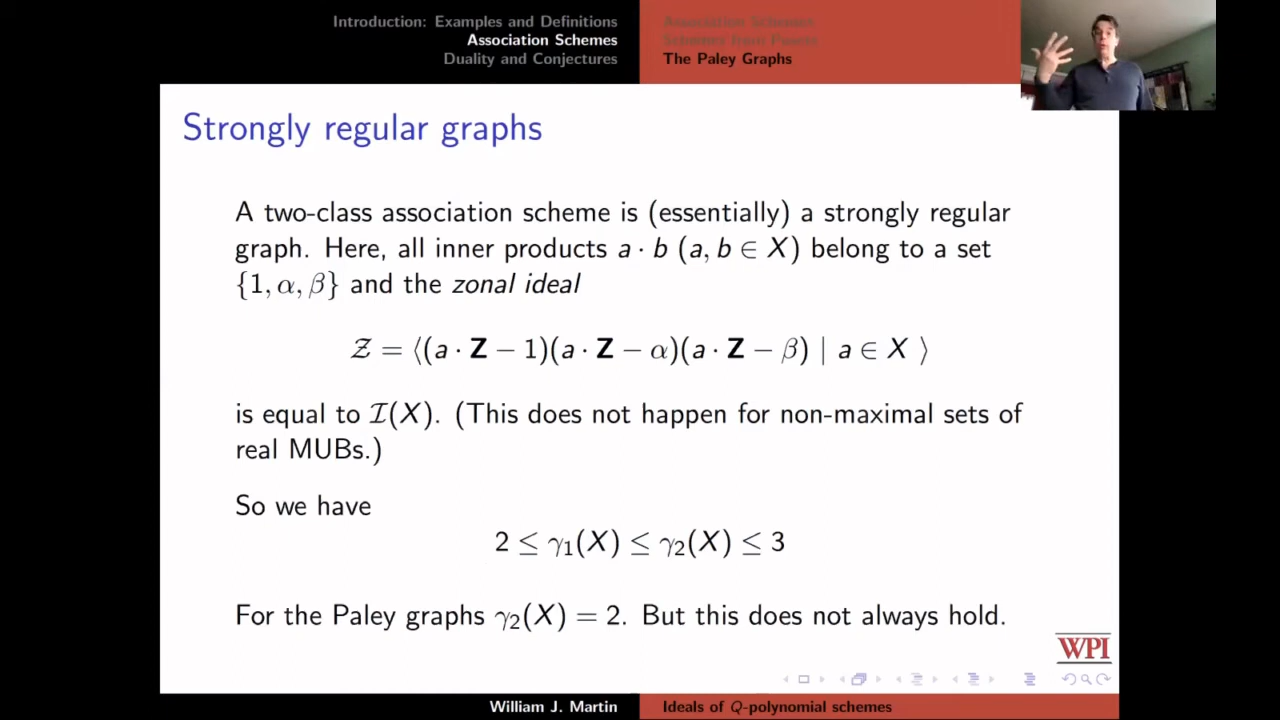 Introduction: Examples and Definitions
Association Schemes
Duality and Conjectures
Association Schemes
Schemes from Posets
The Paley Graphs
Strongly regular graphs
A two-class association scheme is (essentially) a strongly regular
graph. Here, all inner products a · b (a, b ∈ X) belong to a set
{1, α, β} and the zonal ideal
𝒵 = ⟨(a · 𝗭 − 1)(a · 𝗭 − α)(a · 𝗭 − β) | a ∈ X ⟩
is equal to ℐ(X). (This does not happen for non-maximal sets of
real MUBs.)
So we have
2 ≤ γ₁(X) ≤ γ₂(X) ≤ 3
For the Paley graphs γ₂(X) = 2. But this does not always hold.
WPI
William J. Martin
Ideals of Q-polynomial schemes